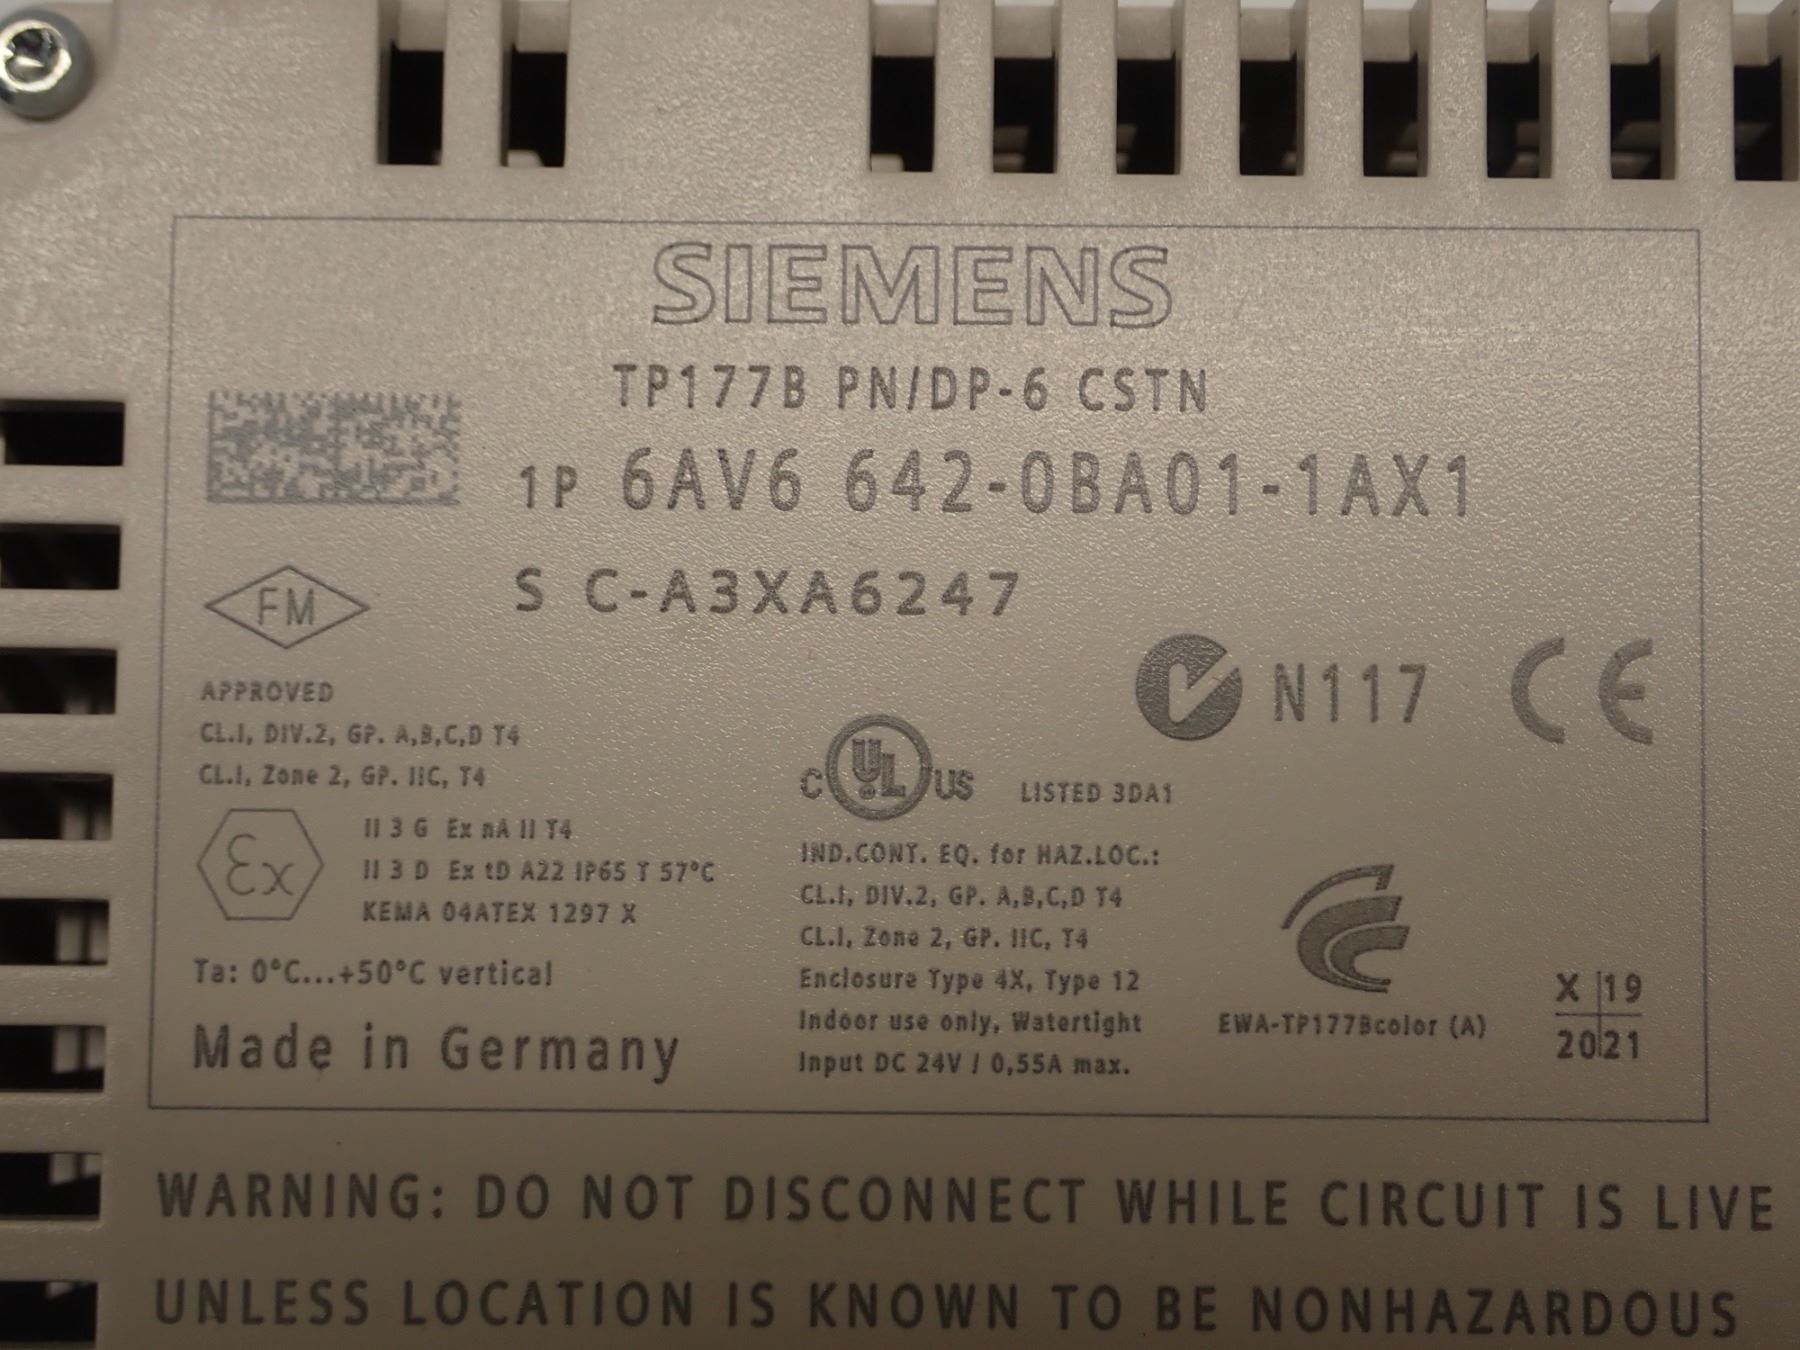 SIEMENS
TP177B PN/DP-6 CSTN
1P 6AV6 642-0BA01-1AX1
S C-A3XA6247
FM
APPROVED
CL.I, DIV.2, GP. A,B,C,D T4
CL.I, Zone 2, GP. IIC, T4
Ex
II 3 G Ex nA II T4
II 3 D Ex tD A22 IP65 T 57°C
KEMA 04ATEX 1297 X
Ta: 0°C...+50°C vertical
Made in Germany
N117 CE
C UL US LISTED 3DA1
IND.CONT. EQ. for HAZ.LOC.:
CL.I, DIV.2, GP. A,B,C,D T4
CL.I, Zone 2, GP. IIC, T4
Enclosure Type 4X, Type 12
Indoor use only, Watertight
Input DC 24V / 0,55A max.
EWA-TP177Bcolor (A)
X 19
20 21
WARNING: DO NOT DISCONNECT WHILE CIRCUIT IS LIVE
UNLESS LOCATION IS KNOWN TO BE NONHAZARDOUS